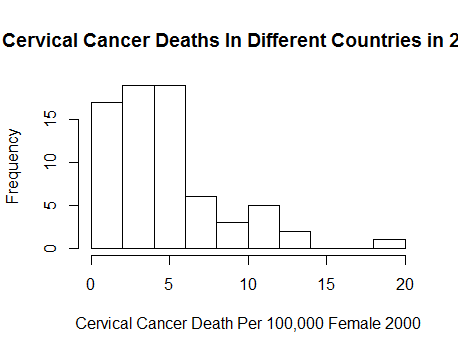 Cervical Cancer Deaths In Different Countries in 2
Frequency
15
10
5
0
0 5 10 15 20
Cervical Cancer Death Per 100,000 Female 2000